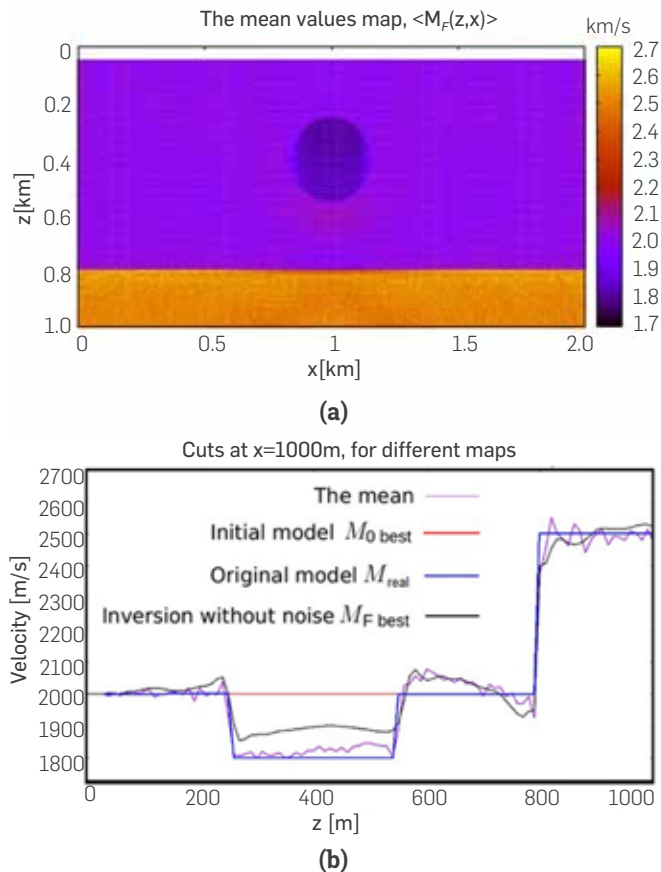 The mean values map, <M_F(z,x)>
km/s
0
0.2
0.4
0.6
0.8
1.0
z[km]
2.7
2.6
2.5
2.4
2.3
2.2
2.1
2.0
1.9
1.8
1.7
0 0.5 1 1.5 2.0
x[km]
(a)
Cuts at x=1000m, for different maps
2700
2600
2500
2400
2300
2200
2100
2000
1900
1800
Velocity [m/s]
The mean
Initial model M_0 best
Original model M_real
Inversion without noise M_F best
0 200 400 600 800 1000
z [m]
(b)